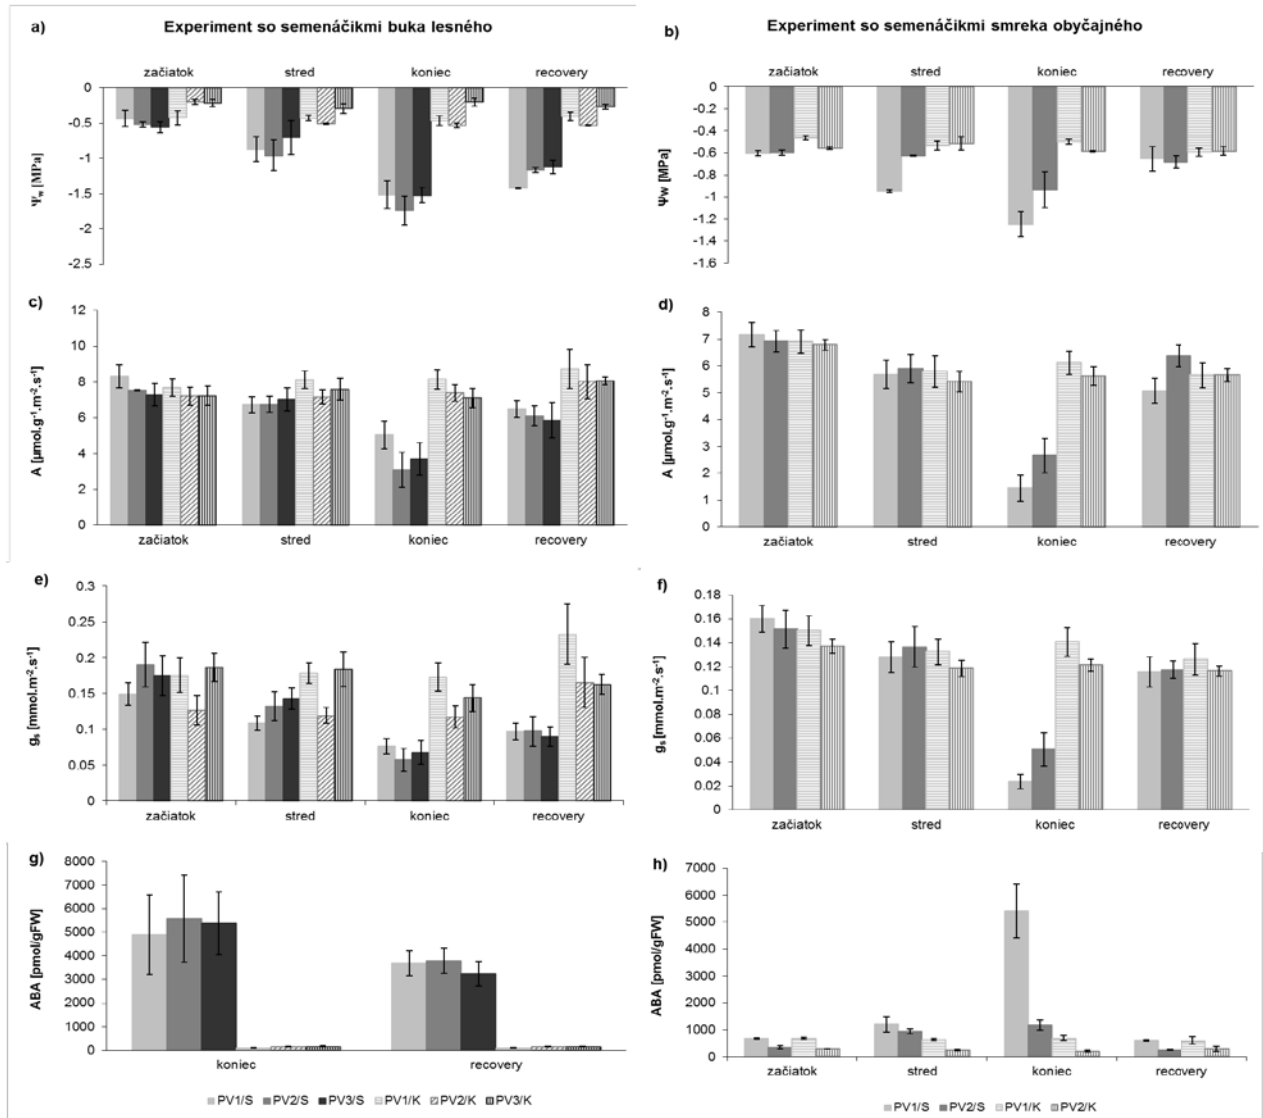 a)
Experiment so semenáčikmi buka lesného
začiatok stred koniec recovery
0
-0.5
-1
-1.5
-2
-2.5
Ψw [MPa]
b)
Experiment so semenáčikmi smreka obyčajného
začiatok stred koniec recovery
0
-0.2
-0.4
-0.6
-0.8
-1
-1.2
-1.4
-1.6
Ψw [MPa]
c)
12
10
8
6
4
2
0
A [µmol.g⁻¹.m⁻².s⁻¹]
začiatok stred koniec recovery
d)
8
7
6
5
4
3
2
1
0
A [µmol.g⁻¹.m⁻².s⁻¹]
začiatok stred koniec recovery
e)
0.3
0.25
0.2
0.15
0.1
0.05
0
gs [mmol.m⁻².s⁻¹]
začiatok stred koniec recovery
f)
0.18
0.16
0.14
0.12
0.1
0.08
0.06
0.04
0.02
0
gs [mmol.m⁻².s⁻¹]
začiatok stred koniec recovery
g)
8000
7000
6000
5000
4000
3000
2000
1000
0
ABA [pmol/gFW]
koniec recovery
PV1/S PV2/S PV3/S PV1/K PV2/K PV3/K
h)
7000
6000
5000
4000
3000
2000
1000
0
ABA [pmol/gFW]
začiatok stred koniec recovery
PV1/S PV2/S PV1/K PV2/K